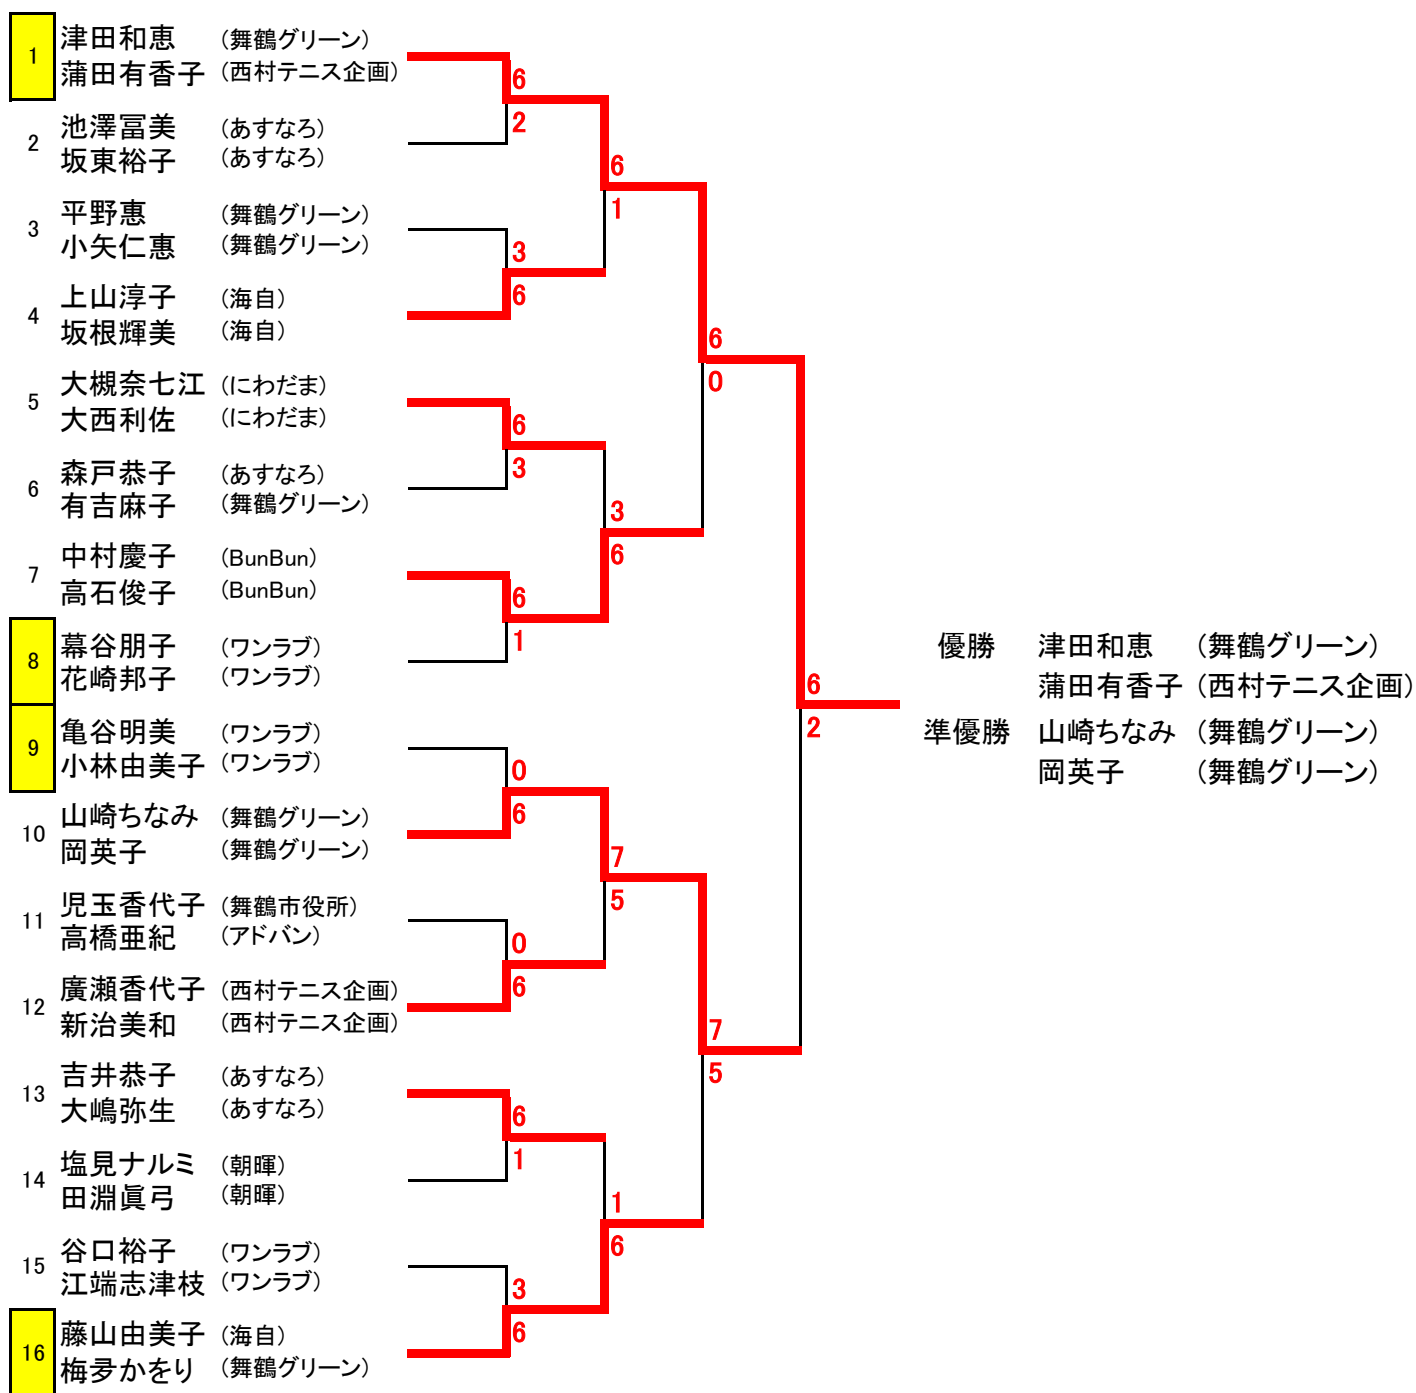 1 津田和恵 （舞鶴グリーン）
蒲田有香子 （西村テニス企画）
6
2
2 池澤冨美 （あすなろ）
坂東裕子 （あすなろ）
6
1
3 平野恵 （舞鶴グリーン）
小矢仁恵 （舞鶴グリーン）
3
6
4 上山淳子 （海自）
坂根輝美 （海自）
6
0
5 大槻奈七江 （にわだま）
大西利佐 （にわだま）
6
3
6 森戸恭子 （あすなろ）
有吉麻子 （舞鶴グリーン）
3
6
7 中村慶子 （BunBun）
高石俊子 （BunBun）
6
1
8 幕谷朋子 （ワンラブ）
花崎邦子 （ワンラブ）
優勝 津田和恵 （舞鶴グリーン）
蒲田有香子 （西村テニス企画）
6
2
準優勝 山崎ちなみ （舞鶴グリーン）
岡英子 （舞鶴グリーン）
9 亀谷明美 （ワンラブ）
小林由美子 （ワンラブ）
0
6
10 山崎ちなみ （舞鶴グリーン）
岡英子 （舞鶴グリーン）
7
5
11 児玉香代子 （舞鶴市役所）
高橋亜紀 （アドバン）
0
6
12 廣瀬香代子 （西村テニス企画）
新治美和 （西村テニス企画）
7
5
13 吉井恭子 （あすなろ）
大嶋弥生 （あすなろ）
6
1
14 塩見ナルミ （朝暉）
田淵眞弓 （朝暉）
1
6
15 谷口裕子 （ワンラブ）
江端志津枝 （ワンラブ）
3
6
16 藤山由美子 （海自）
梅夛かをり （舞鶴グリーン）